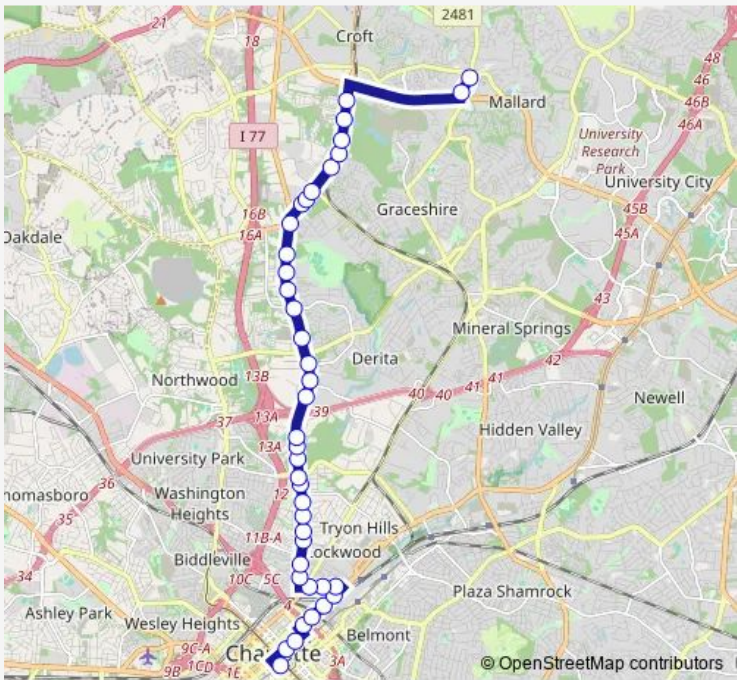 21
18
Croft
2481
48
46
Mallard
46B
46A
I 77
University
Research
Park
University City
16B
16A
Graceshire
45B
45A
Oakdale
43
Mineral Springs
42
Derita
Northwood
13B
40
40
41
41
Newell
37
13A
39
13A
Hidden Valley
University Park
36
12
Washington
Heights
35
Tryon Hills
Lockwood
11B-A
Biddleville
34
10C
5C
Plaza Shamrock
4
Ashley Park
Wesley Heights
Belmont
9C-A
9B
1CD
3A
© OpenStreetMap contributors